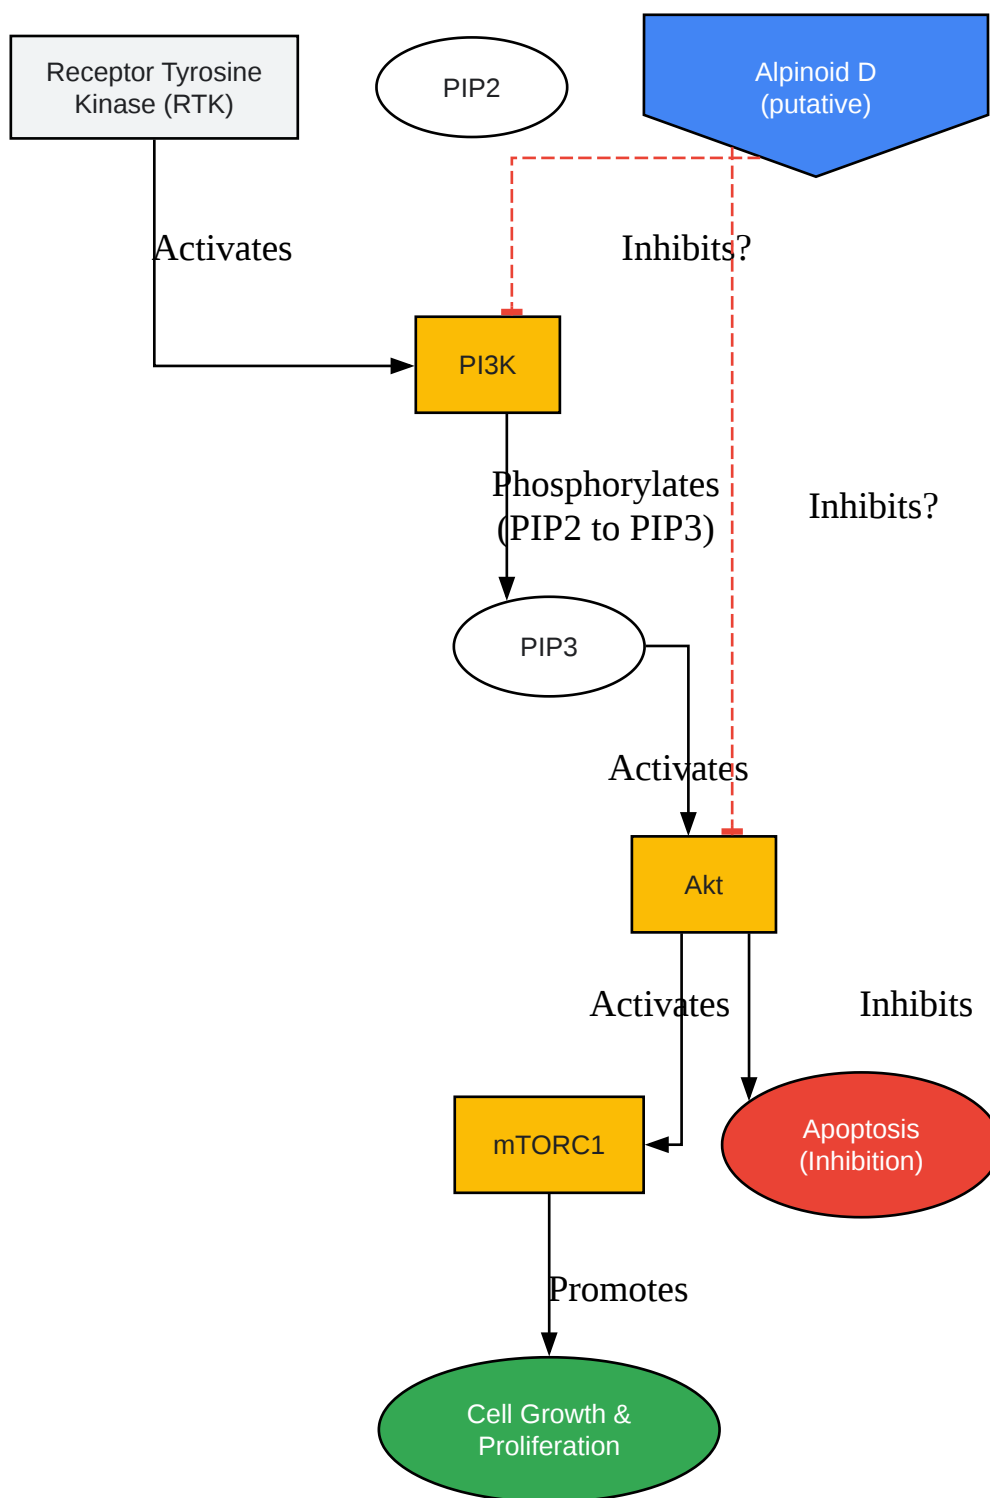 Receptor Tyrosine
Kinase (RTK)
PIP2
Alpinoid D
(putative)
Activates
Inhibits?
PI3K
Phosphorylates
(PIP2 to PIP3)
Inhibits?
PIP3
Activates
Akt
Activates
Inhibits
mTORC1
Apoptosis
(Inhibition)
Promotes
Cell Growth &
Proliferation